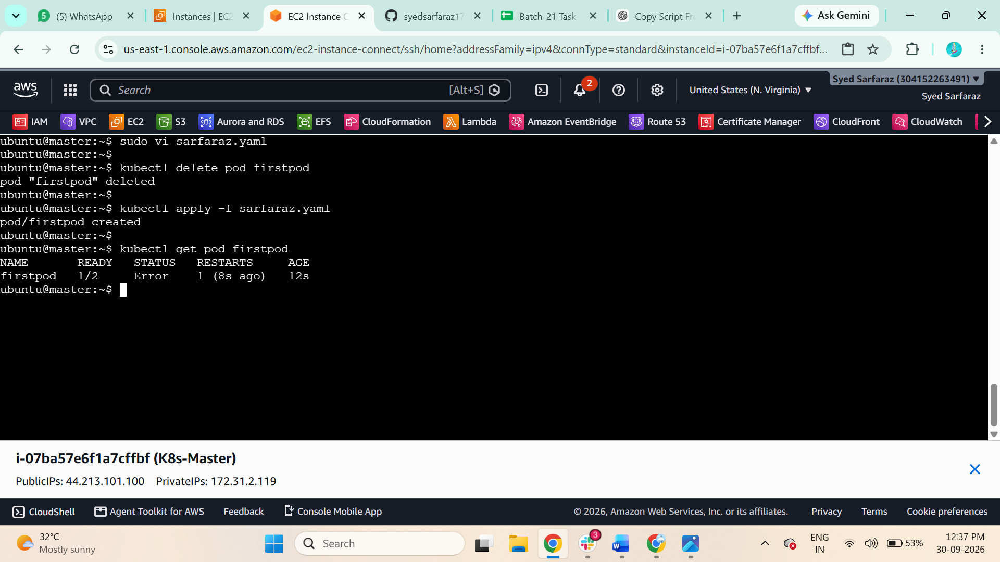 5 (5) WhatsApp
Instances | EC2
EC2 Instance C
syedsarfaraz17
Batch-21 Task
Copy Script Fro
Ask Gemini
us-east-1.console.aws.amazon.com/ec2-instance-connect/ssh/home?addressFamily=ipv4&connType=standard&instanceId=i-07ba57e6f1a7cffbf...
aws
Search
[Alt+S]
2
United States (N. Virginia)
Syed Sarfaraz (304152263491)
Syed Sarfaraz
IAM
VPC
EC2
S3
Aurora and RDS
EFS
CloudFormation
Lambda
Amazon EventBridge
Route 53
Certificate Manager
CloudFront
CloudWatch
ubuntu@master:~$ sudo vi sarfaraz.yaml
ubuntu@master:~$
ubuntu@master:~$ kubectl delete pod firstpod
pod "firstpod" deleted
ubuntu@master:~$
ubuntu@master:~$ kubectl apply -f sarfaraz.yaml
pod/firstpod created
ubuntu@master:~$
ubuntu@master:~$ kubectl get pod firstpod
NAME READY STATUS RESTARTS AGE
firstpod 1/2 Error 1 (8s ago) 12s
ubuntu@master:~$
i-07ba57e6f1a7cffbf (K8s-Master)
PublicIPs: 44.213.101.100 PrivateIPs: 172.31.2.119
CloudShell
Agent Toolkit for AWS
Feedback
Console Mobile App
© 2026, Amazon Web Services, Inc. or its affiliates.
Privacy
Terms
Cookie preferences
32°C
Mostly sunny
Search
3
ENG
IN
53%
12:37 PM
30-09-2026